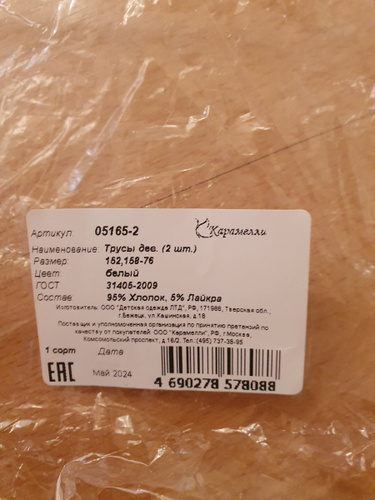 Артикул: 05165-2
Карамелли
Наименование: Трусы дев. (2 шт.)
Размер 152,158-76
Цвет белый
ГОСТ 31405-2009
Состав 95% Хлопок, 5% Лайкра
Изготовитель: ООО "Детская одежда ЛТД", РФ, 171986, Тверская обл.,
г.Бежецк, ул.Кашинская, д.16
Поставщик и уполномоченная организация по принятию претензий по
качеству от покупателей: ООО "Карамелли", РФ, г.Москва,
Комсомольский проспект, д.16/2. Тел.:(495) 737-38-95
1 сорт Дата
EAC Май 2024
4 690278 578088